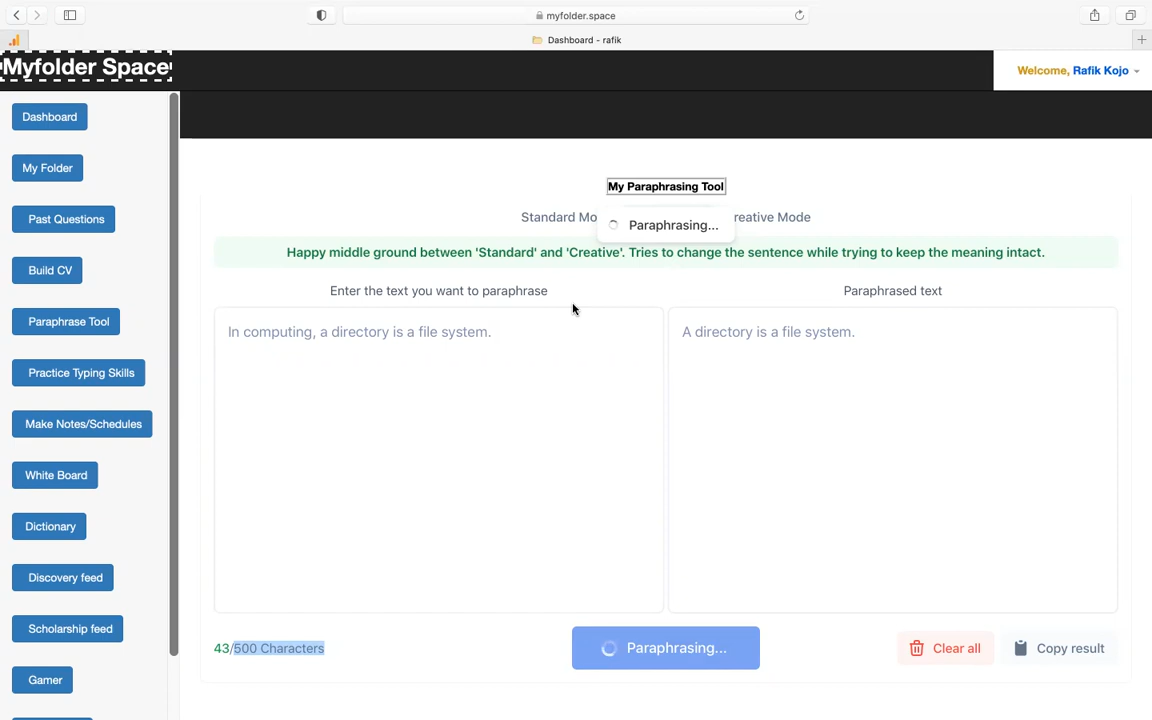 myfolder.space
Dashboard - rafik
Myfolder Space
Welcome, Rafik Kojo
Dashboard
My Folder
Past Questions
Build CV
Paraphrase Tool
Practice Typing Skills
Make Notes/Schedules
White Board
Dictionary
Discovery feed
Scholarship feed
Gamer
My Paraphrasing Tool
Standard Mo
Paraphrasing...
reative Mode
Happy middle ground between 'Standard' and 'Creative'. Tries to change the sentence while trying to keep the meaning intact.
Enter the text you want to paraphrase
Paraphrased text
In computing, a directory is a file system.
A directory is a file system.
43/500 Characters
Paraphrasing...
Clear all
Copy result